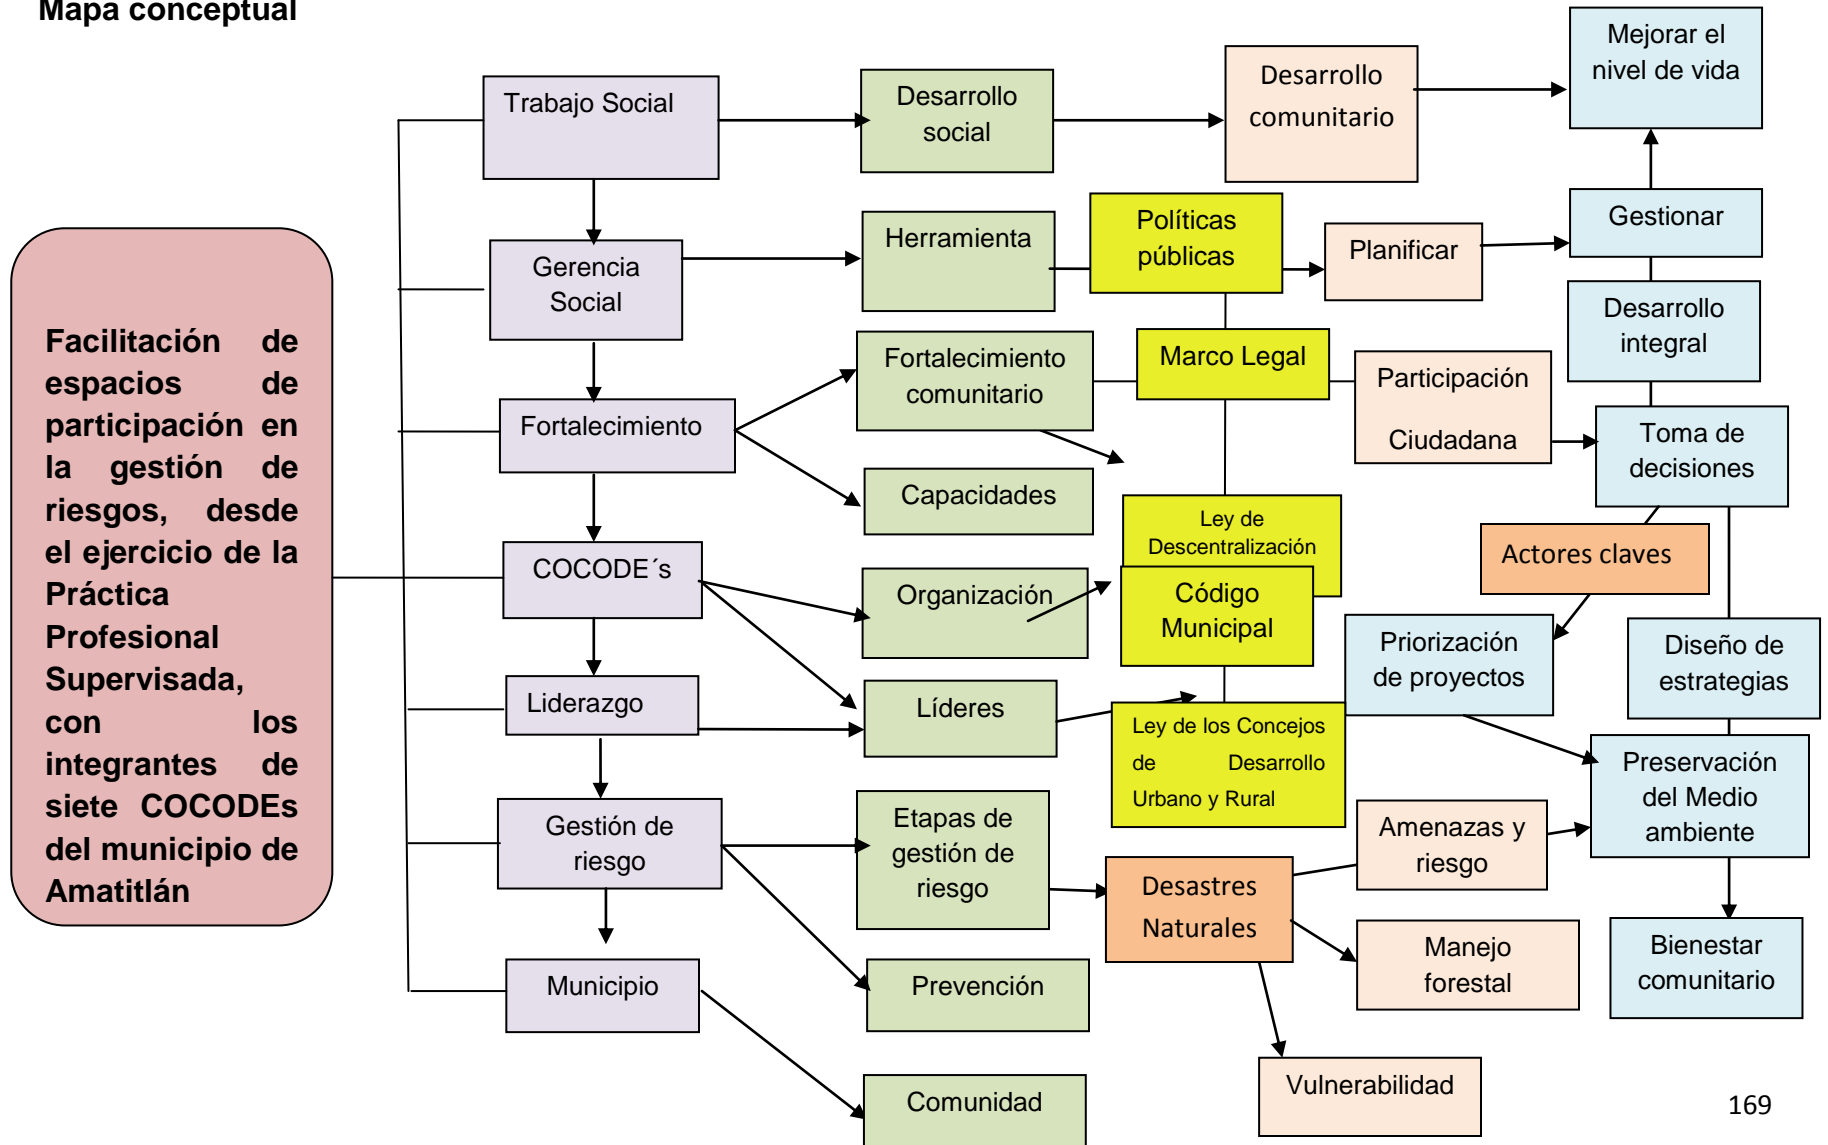 Mapa conceptual
Facilitación de
espacios de
participación en
la gestión de
riesgos, desde
el ejercicio de la
Práctica
Profesional
Supervisada,
con los
integrantes de
siete COCODEs
del municipio de
Amatitlán
Trabajo Social
Gerencia
Social
Fortalecimiento
COCODE´s
Liderazgo
Gestión de
riesgo
Municipio
Desarrollo
social
Herramienta
Fortalecimiento
comunitario
Capacidades
Organización
Líderes
Etapas de
gestión de
riesgo
Prevención
Comunidad
Desarrollo
comunitario
Políticas
públicas
Marco Legal
Ley de
Descentralización
Código
Municipal
Ley de los Concejos
de Desarrollo
Urbano y Rural
Desastres
Naturales
Vulnerabilidad
Planificar
Participación
Ciudadana
Actores claves
Priorización
de proyectos
Amenazas y
riesgo
Manejo
forestal
Mejorar el
nivel de vida
Gestionar
Desarrollo
integral
Toma de
decisiones
Diseño de
estrategias
Preservación
del Medio
ambiente
Bienestar
comunitario
169